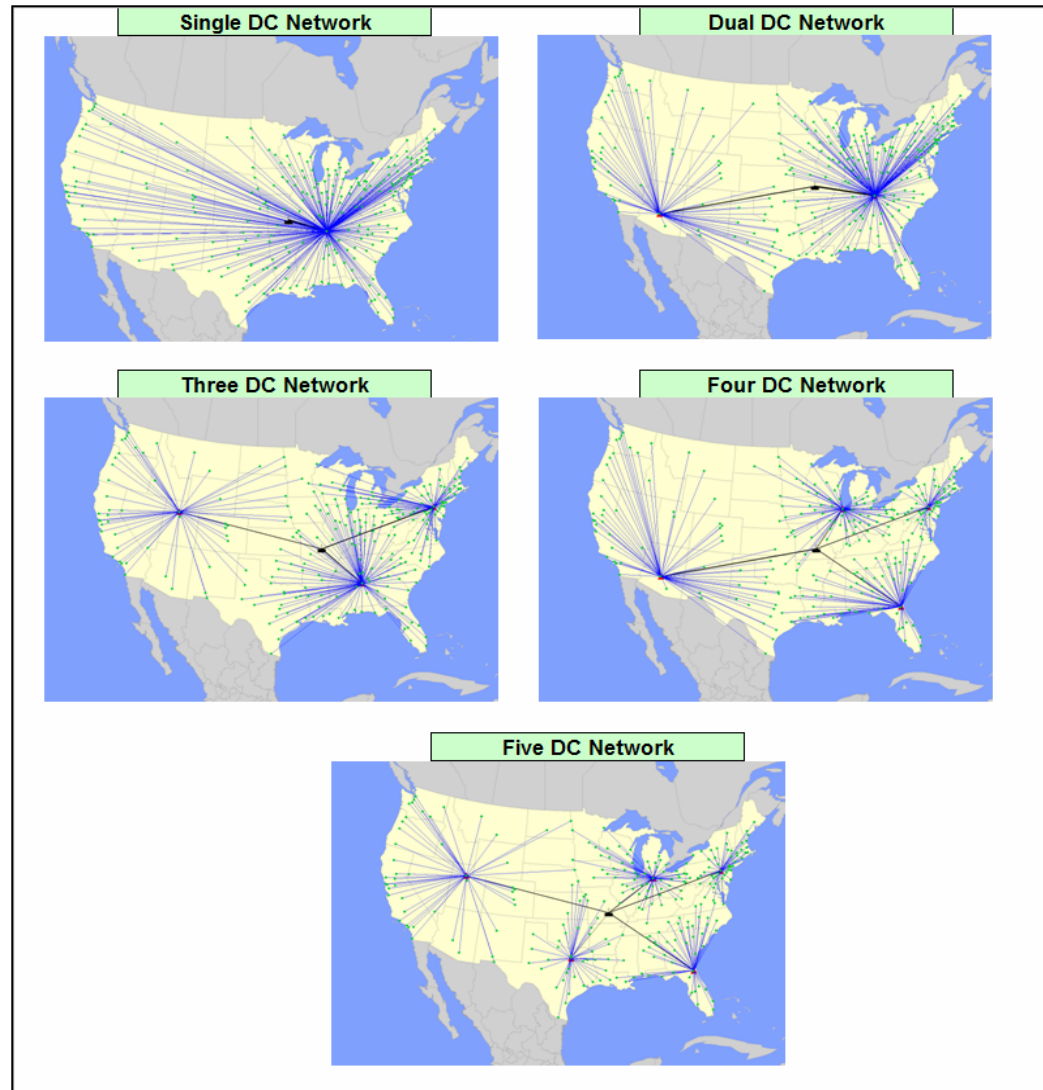 Single DC Network
Dual DC Network
Three DC Network
Four DC Network
Five DC Network